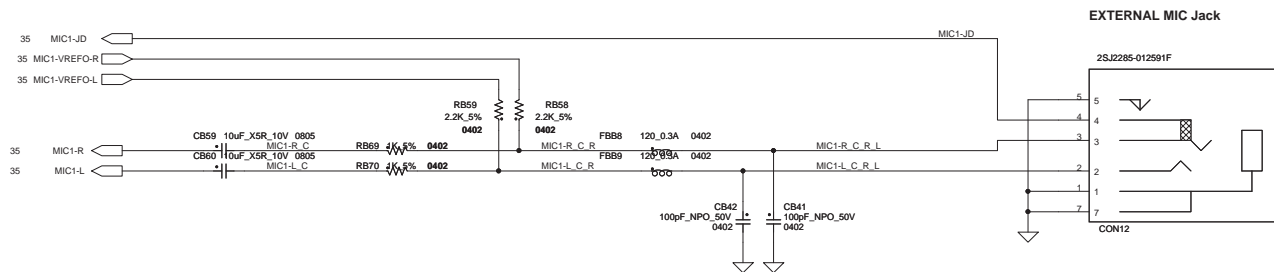 EXTERNAL MIC Jack
35 MIC1-JD
MIC1-JD
35 MIC1-VREFO-R
2SJ2285-012591F
35 MIC1-VREFO-L
5 5
RB59
2.2K_5%
0402
RB58
2.2K_5%
0402
4 4
CB59 10uF_X5R_10V 0805
FBB8 120_0.3A 0402
3 3
35 MIC1-R
MIC1-R_C
RB69 1K_5% 0402
MIC1-R_C_R
MIC1-R_C_R_L
CB60 10uF_X5R_10V 0805
FBB9 120_0.3A 0402
35 MIC1-L
MIC1-L_C
RB70 1K_5% 0402
MIC1-L_C_R
MIC1-L_C_R_L
2 2
1 1
CB42
100pF_NPO_50V
0402
CB41
100pF_NPO_50V
0402
7 7
CON12